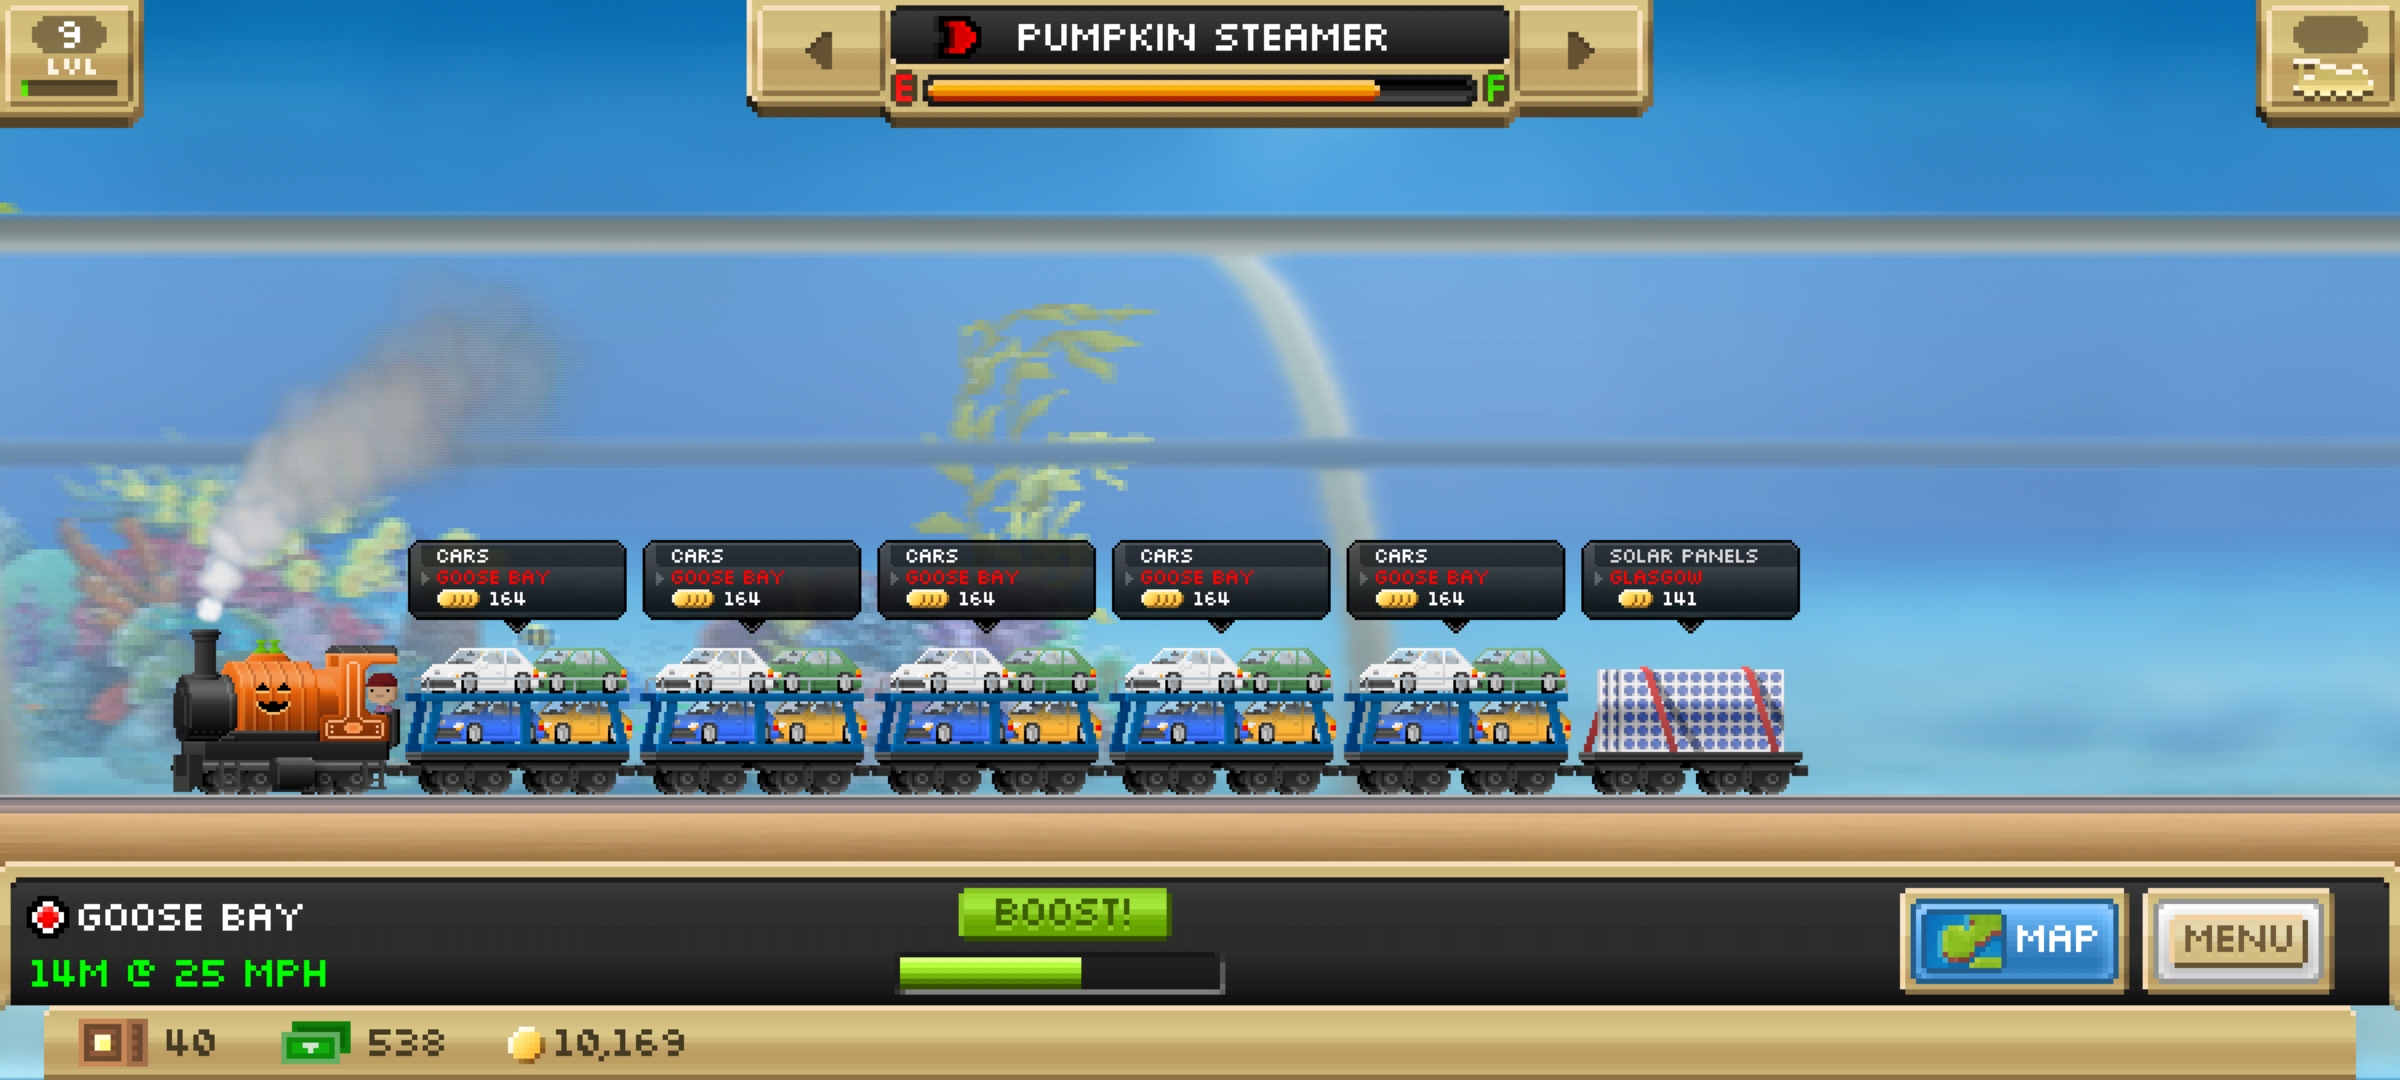 9
LVL
PUMPKIN STEAMER
E F
CARS
GOOSE BAY
164
CARS
GOOSE BAY
164
CARS
GOOSE BAY
164
CARS
GOOSE BAY
164
CARS
GOOSE BAY
164
SOLAR PANELS
GLASGOW
141
GOOSE BAY
14M @ 25 MPH
BOOST!
MAP
MENU
40 538 10,169